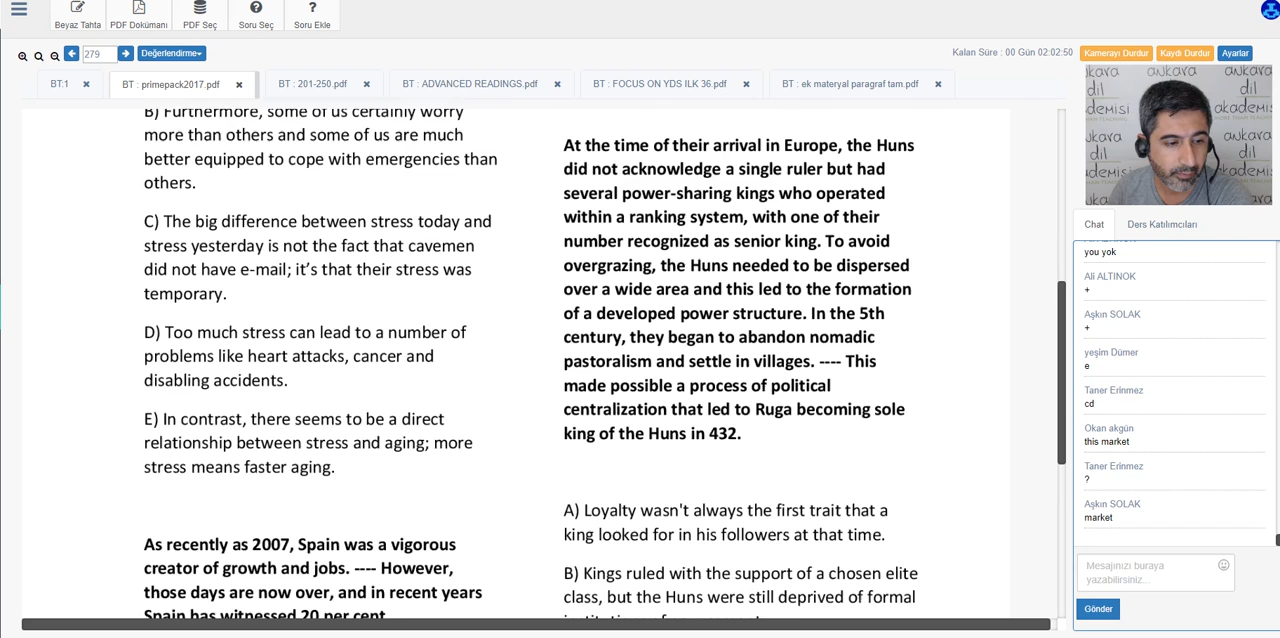 Beyaz Tahta
PDF Dokümanı
PDF Seç
Soru Seç
Soru Ekle
279
Değerlendirme
Kalan Süre : 00 Gün 02:02:50
Kamerayı Durdur
Kaydı Durdur
Ayarlar
BT:1
BT : primepack2017.pdf
BT : 201-250.pdf
BT : ADVANCED READINGS.pdf
BT : FOCUS ON YDS ILK 36.pdf
BT : ek materyal paragraf tam.pdf
B) Furthermore, some of us certainly worry
more than others and some of us are much
better equipped to cope with emergencies than
others.
C) The big difference between stress today and
stress yesterday is not the fact that cavemen
did not have e-mail; it’s that their stress was
temporary.
D) Too much stress can lead to a number of
problems like heart attacks, cancer and
disabling accidents.
E) In contrast, there seems to be a direct
relationship between stress and aging; more
stress means faster aging.
As recently as 2007, Spain was a vigorous
creator of growth and jobs. ---- However,
those days are now over, and in recent years
Spain has witnessed 20 per cent
At the time of their arrival in Europe, the Huns
did not acknowledge a single ruler but had
several power-sharing kings who operated
within a ranking system, with one of their
number recognized as senior king. To avoid
overgrazing, the Huns needed to be dispersed
over a wide area and this led to the formation
of a developed power structure. In the 5th
century, they began to abandon nomadic
pastoralism and settle in villages. ---- This
made possible a process of political
centralization that led to Ruga becoming sole
king of the Huns in 432.
A) Loyalty wasn't always the first trait that a
king looked for in his followers at that time.
B) Kings ruled with the support of a chosen elite
class, but the Huns were still deprived of formal
ankara
dil
akademisi
Chat
Ders Katılımcıları
you yok
Ali ALTINOK
+
Aşkın SOLAK
+
yeşim Dümer
e
Taner Erinmez
cd
Okan akgün
this market
Taner Erinmez
?
Aşkın SOLAK
market
Mesajınızı buraya
yazabilirsiniz...
Gönder